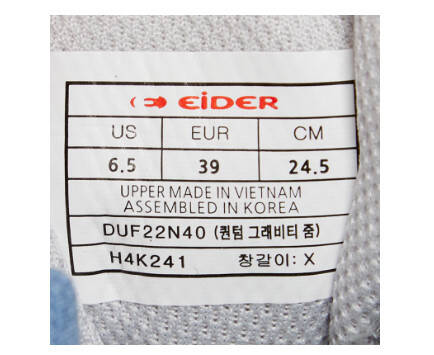 EiDER
US EUR CM
6.5 39 24.5
UPPER MADE IN VIETNAM
ASSEMBLED IN KOREA
DUF22N40 (퀀텀 그래비티 줌)
H4K241 창갈이: X